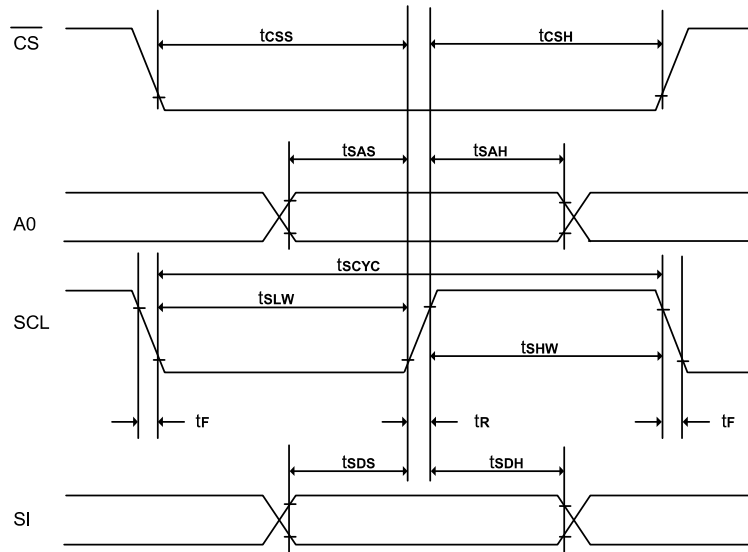 CS
tCSS
tCSH
tSAS
tSAH
A0
tSCYC
tSLW
SCL
tSHW
tF
tR
tF
tSDS
tSDH
SI